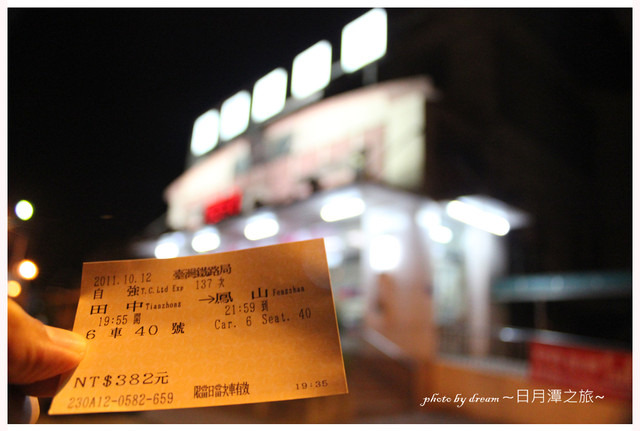 2011.10.12 臺灣鐵路局
自 強 T.C.Ltd Exp 137 次
田 中 Tianzhong →鳳 山 Fengshan
19:55 開 21:59 到
6 車 40 號 Car. 6 Seat. 40
NT$382元
230A12-0582-659 限當日當次車有效 19:35
photo by dream ~日月潭之旅~